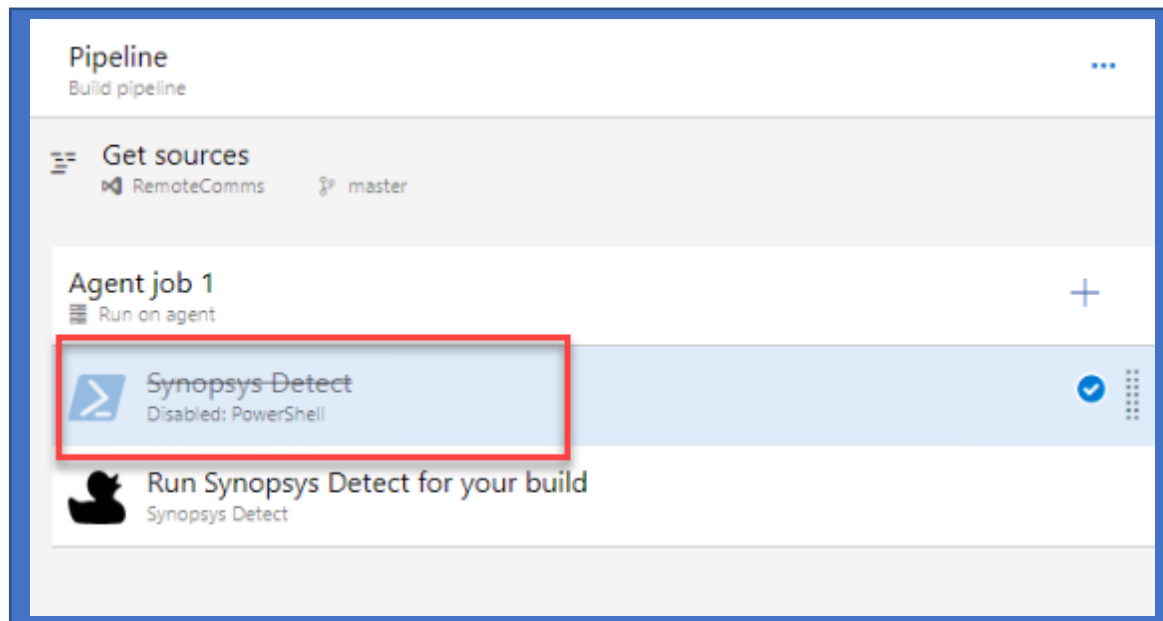 Pipeline
Build pipeline
Get sources
RemoteComms master
Agent job 1
Run on agent
Synopsys Detect
Disabled: PowerShell
Run Synopsys Detect for your build
Synopsys Detect